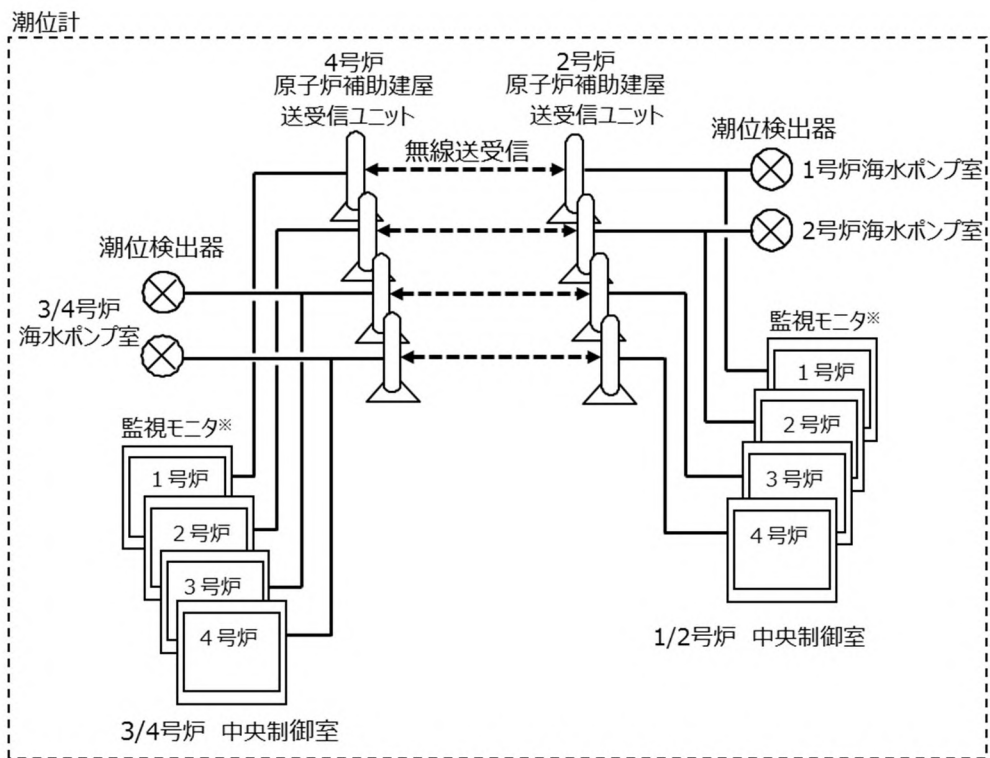 潮位計
4号炉
原子炉補助建屋
送受信ユニット
2号炉
原子炉補助建屋
送受信ユニット
無線送受信
潮位検出器
1号炉海水ポンプ室
2号炉海水ポンプ室
潮位検出器
3/4号炉
海水ポンプ室
監視モニタ※
1号炉
2号炉
3号炉
4号炉
1/2号炉 中央制御室
監視モニタ※
1号炉
2号炉
3号炉
4号炉
3/4号炉 中央制御室